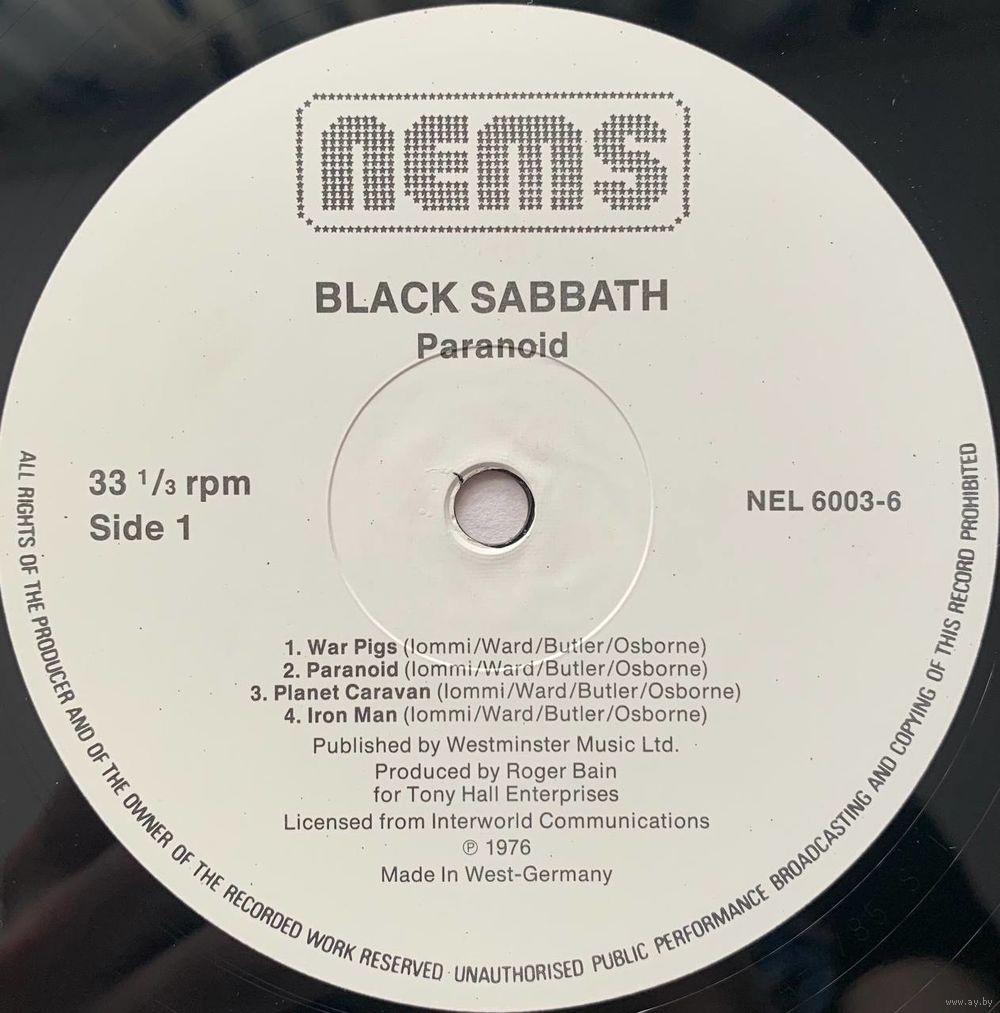 nems
BLACK SABBATH
Paranoid
33 1/3 rpm
Side 1
NEL 6003-6
1. War Pigs (Iommi/Ward/Butler/Osborne)
2. Paranoid (Iommi/Ward/Butler/Osborne)
3. Planet Caravan (Iommi/Ward/Butler/Osborne)
4. Iron Man (Iommi/Ward/Butler/Osborne)
Published by Westminster Music Ltd.
Produced by Roger Bain
for Tony Hall Enterprises
Licensed from Interworld Communications
℗ 1976
Made In West-Germany
ALL RIGHTS OF THE PRODUCER AND OF THE OWNER OF THE RECORDED WORK RESERVED · UNAUTHORISED PUBLIC PERFORMANCE BROADCASTING AND COPYING OF THIS RECORD PROHIBITED
www.ay.by